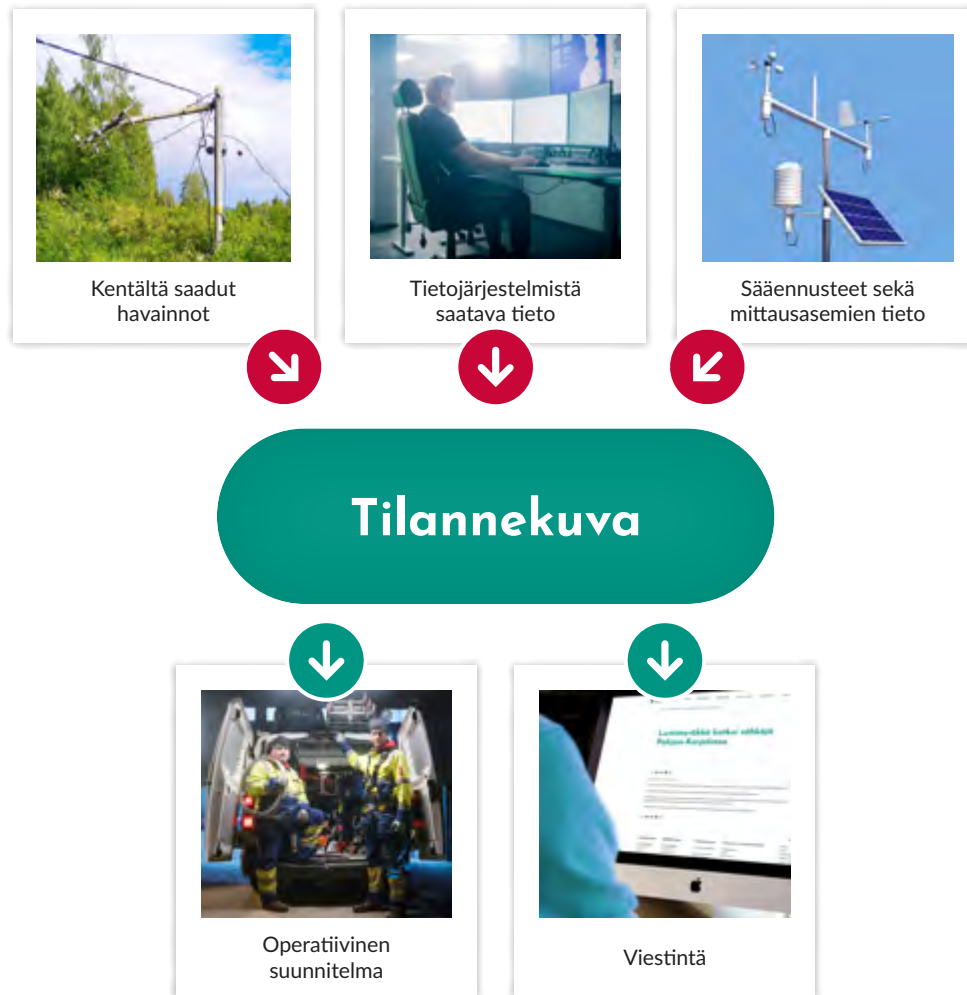 Kentältä saadut
havainnot
Tietojärjestelmistä
saatava tieto
Sääennusteet sekä
mittausasemien tieto
Tilannekuva
Operatiivinen
suunnitelma
Viestintä